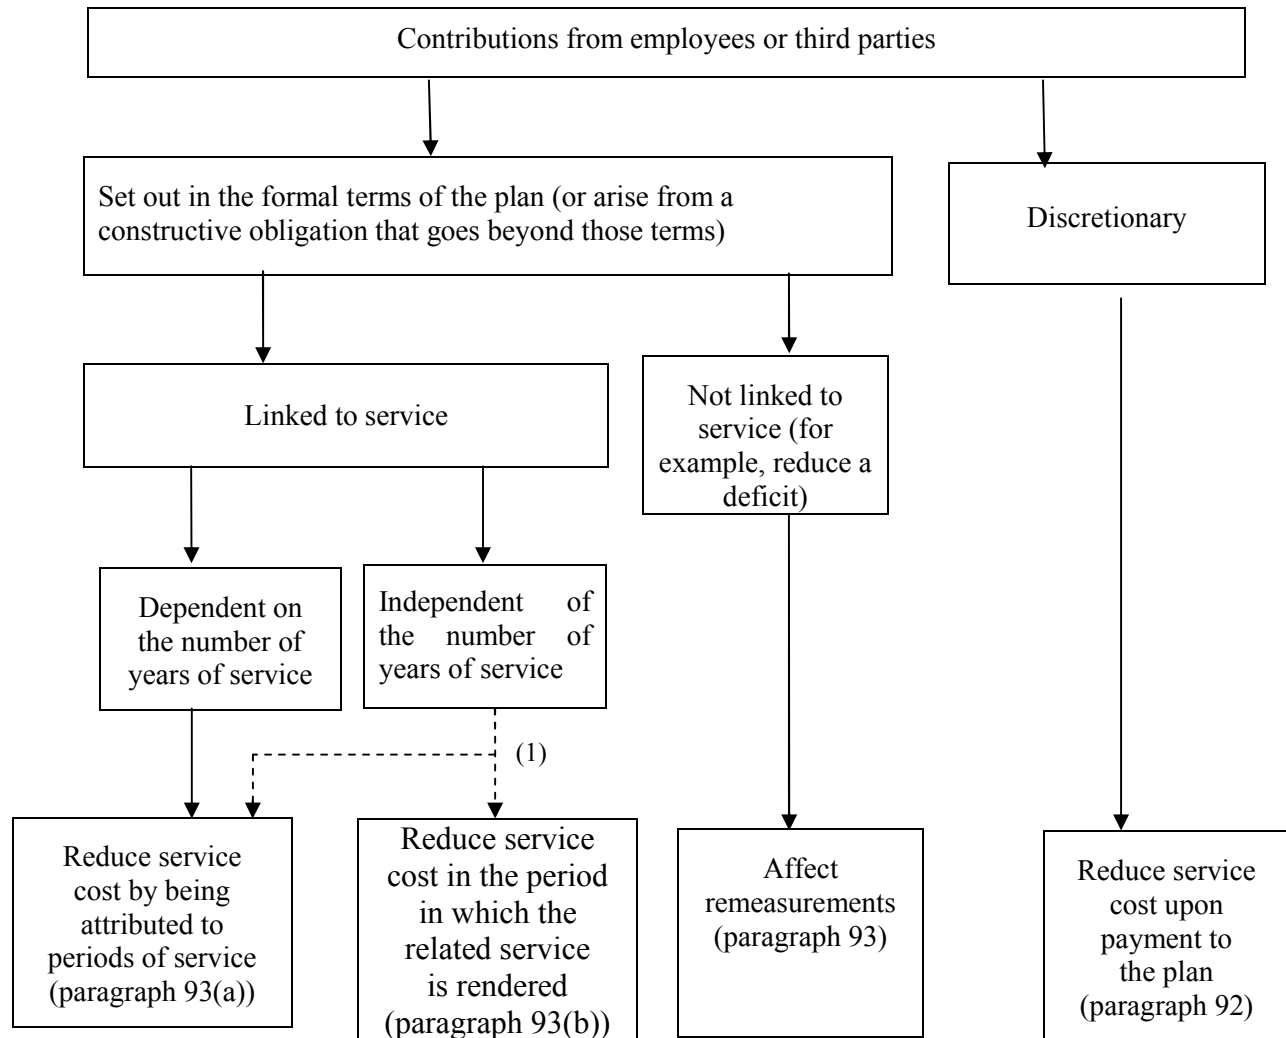 Contributions from employees or third parties
Set out in the formal terms of the plan (or arise from a
constructive obligation that goes beyond those terms)
Discretionary
Linked to service
Not linked to
service (for
example, reduce a
deficit)
Dependent on
the number of
years of service
Independent of
the number of
years of service
(1)
Reduce service
cost by being
attributed to
periods of service
(paragraph 93(a))
Reduce service
cost in the period
in which the
related service
is rendered
(paragraph 93(b))
Affect
remeasurements
(paragraph 93)
Reduce service
cost upon
payment to
the plan
(paragraph 92)